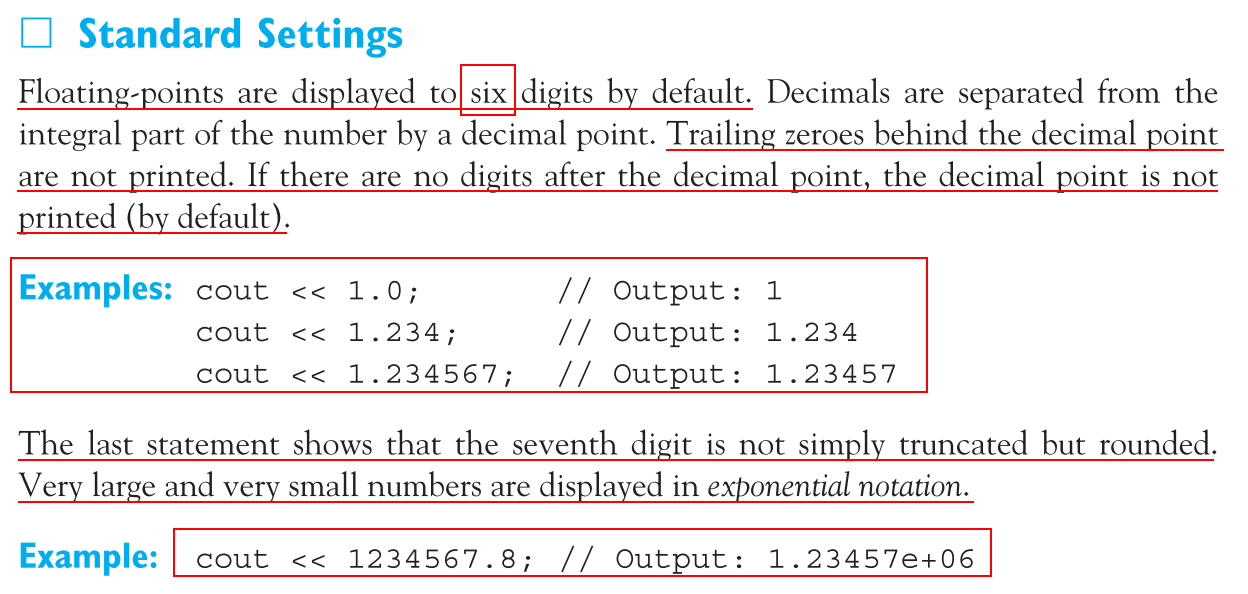 Standard Settings
Floating-points are displayed to six digits by default. Decimals are separated from the
integral part of the number by a decimal point. Trailing zeroes behind the decimal point
are not printed. If there are no digits after the decimal point, the decimal point is not
printed (by default).
Examples: cout << 1.0; // Output: 1
cout << 1.234; // Output: 1.234
cout << 1.234567; // Output: 1.23457
The last statement shows that the seventh digit is not simply truncated but rounded.
Very large and very small numbers are displayed in exponential notation.
Example: cout << 1234567.8; // Output: 1.23457e+06